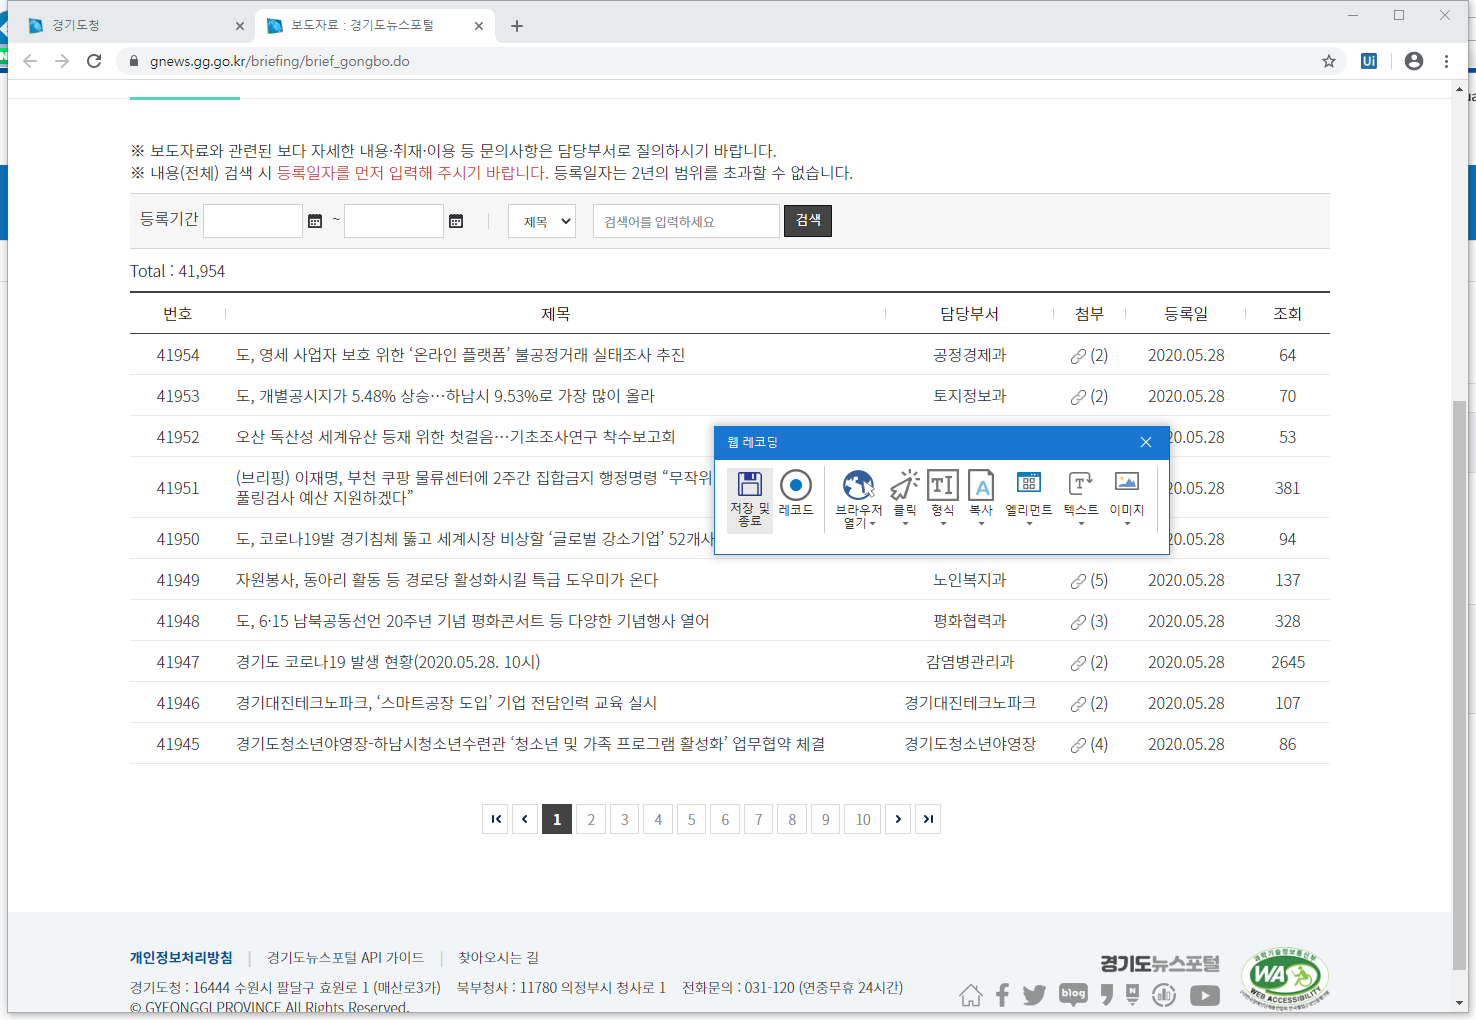 경기도청
보도자료 : 경기도뉴스포털
gnews.gg.go.kr/briefing/brief_gongbo.do
Ui
※ 보도자료와 관련된 보다 자세한 내용·취재·이용 등 문의사항은 담당부서로 질의하시기 바랍니다.
※ 내용(전체) 검색 시 등록일자를 먼저 입력해 주시기 바랍니다. 등록일자는 2년의 범위를 초과할 수 없습니다.
등록기간 ~ 제목 검색어를 입력하세요 검색
Total : 41,954
번호 제목 담당부서 첨부 등록일 조회
41954 도, 영세 사업자 보호 위한 ‘온라인 플랫폼’ 불공정거래 실태조사 추진 공정경제과 (2) 2020.05.28 64
41953 도, 개별공시지가 5.48% 상승…하남시 9.53%로 가장 많이 올라 토지정보과 (2) 2020.05.28 70
41952 오산 독산성 세계유산 등재 위한 첫걸음…기초조사연구 착수보고회 20.05.28 53
41951 (브리핑) 이재명, 부천 쿠팡 물류센터에 2주간 집합금지 행정명령 “무작위
풀링검사 예산 지원하겠다” 20.05.28 381
41950 도, 코로나19발 경기침체 뚫고 세계시장 비상할 ‘글로벌 강소기업’ 52개사 20.05.28 94
41949 자원봉사, 동아리 활동 등 경로당 활성화시킬 특급 도우미가 온다 노인복지과 (5) 2020.05.28 137
41948 도, 6·15 남북공동선언 20주년 기념 평화콘서트 등 다양한 기념행사 열어 평화협력과 (3) 2020.05.28 328
41947 경기도 코로나19 발생 현황(2020.05.28. 10시) 감염병관리과 (2) 2020.05.28 2645
41946 경기대진테크노파크, ‘스마트공장 도입’ 기업 전담인력 교육 실시 경기대진테크노파크 (2) 2020.05.28 107
41945 경기도청소년야영장-하남시청소년수련관 ‘청소년 및 가족 프로그램 활성화’ 업무협약 체결 경기도청소년야영장 (4) 2020.05.28 86
웹 레코딩
저장 및 종료 레코드 브라우저 열기 클릭 형식 복사 엘리먼트 텍스트 이미지
1 2 3 4 5 6 7 8 9 10
개인정보처리방침 | 경기도뉴스포털 API 가이드 | 찾아오시는 길
경기도청 : 16444 수원시 팔달구 효원로 1 (매산로3가) 북부청사 : 11780 의정부시 청사로 1 전화문의 : 031-120 (연중무휴 24시간)
© GYEONGGI PROVINCE All Rights Reserved.
경기도뉴스포털
blog
과학기술정보통신부
WA
WEB ACCESSIBILITY